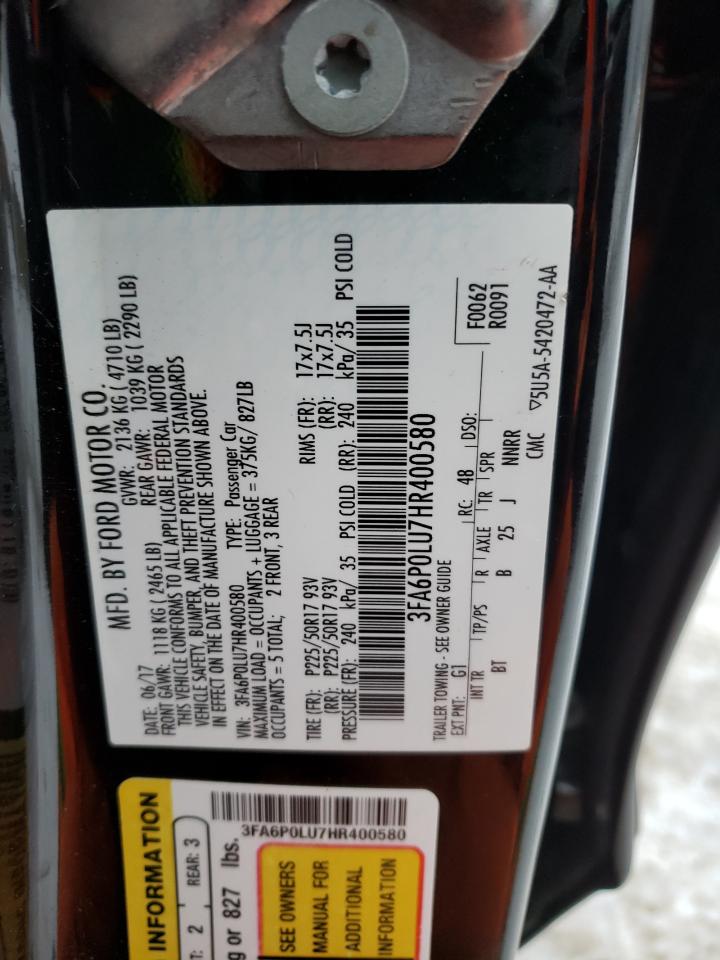 MFD. BY FORD MOTOR CO.
DATE: 06/17 GVWR: 2136 KG ( 4710 LB)
FRONT GAWR: 1118 KG (2465 LB) REAR GAWR: 1039 KG ( 2290 LB)
THIS VEHICLE CONFORMS TO ALL APPLICABLE FEDERAL MOTOR
VEHICLE SAFETY, BUMPER, AND THEFT PREVENTION STANDARDS
IN EFFECT ON THE DATE OF MANUFACTURE SHOWN ABOVE.
VIN: 3FA6P0LU7HR400580 TYPE: Passenger Car
MAXIMUM LOAD = OCCUPANTS + LUGGAGE = 375KG/ 827LB
OCCUPANTS = 5 TOTAL: 2 FRONT, 3 REAR
TIRE (FR): P225/50R17 93V RIMS (FR): 17x7.5J
(RR): P225/50R17 93V (RR): 17x7.5J
PRESSURE (FR): 240 kPa/ 35 PSI COLD (RR): 240 kPa/ 35 PSI COLD
3FA6P0LU7HR400580
TRAILER TOWING - SEE OWNER GUIDE
EXT PNT: G1 RC: 48 DSO: F0062
R0091
INT TR TP/PS R AXLE TR SPR
BT B 25 J NNRR
CMC ▽5U5A-5420472-AA
INFORMATION
T: 2 REAR: 3
g or 827 lbs.
3FA6P0LU7HR400580
SEE OWNERS
MANUAL FOR
ADDITIONAL
INFORMATION